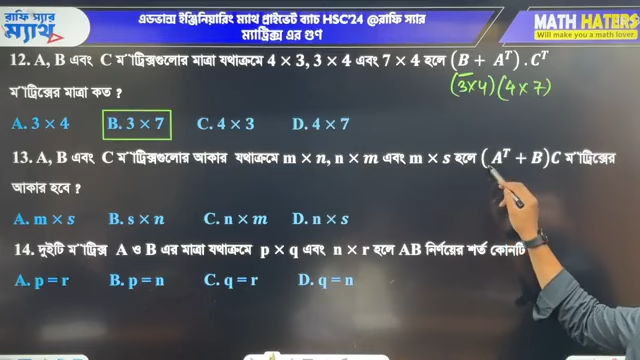 রাফি স্যার
ম্যাথ
এডভান্স ইঞ্জিনিয়ারিং ম্যাথ প্রাইভেট ব্যাচ HSC'24 @রাফি স্যার
ম্যাট্রিক্স এর গুণ
MATH HATERS
Will make you a math lover
12. A, B এবং C ম্যাট্রিক্সগুলোর মাত্রা যথাক্রমে 4 × 3, 3 × 4 এবং 7 × 4 হলে (B + Aᵀ).Cᵀ
(3×4)(4×7)
ম্যাট্রিক্সের মাত্রা কত ?
A. 3 × 4 B. 3 × 7 C. 4 × 3 D. 4 × 7
13. A, B এবং C ম্যাট্রিক্সগুলোর আকার যথাক্রমে m × n, n × m এবং m × s হলে (Aᵀ + B)C ম্যাট্রিক্সের
আকার হবে ?
A. m × s B. s × n C. n × m D. n × s
14. দুইটি ম্যাট্রিক্স A ও B এর মাত্রা যথাক্রমে p × q এবং n × r হলে AB নির্ণয়ের শর্ত কোনটি
A. p = r B. p = n C. q = r D. q = n